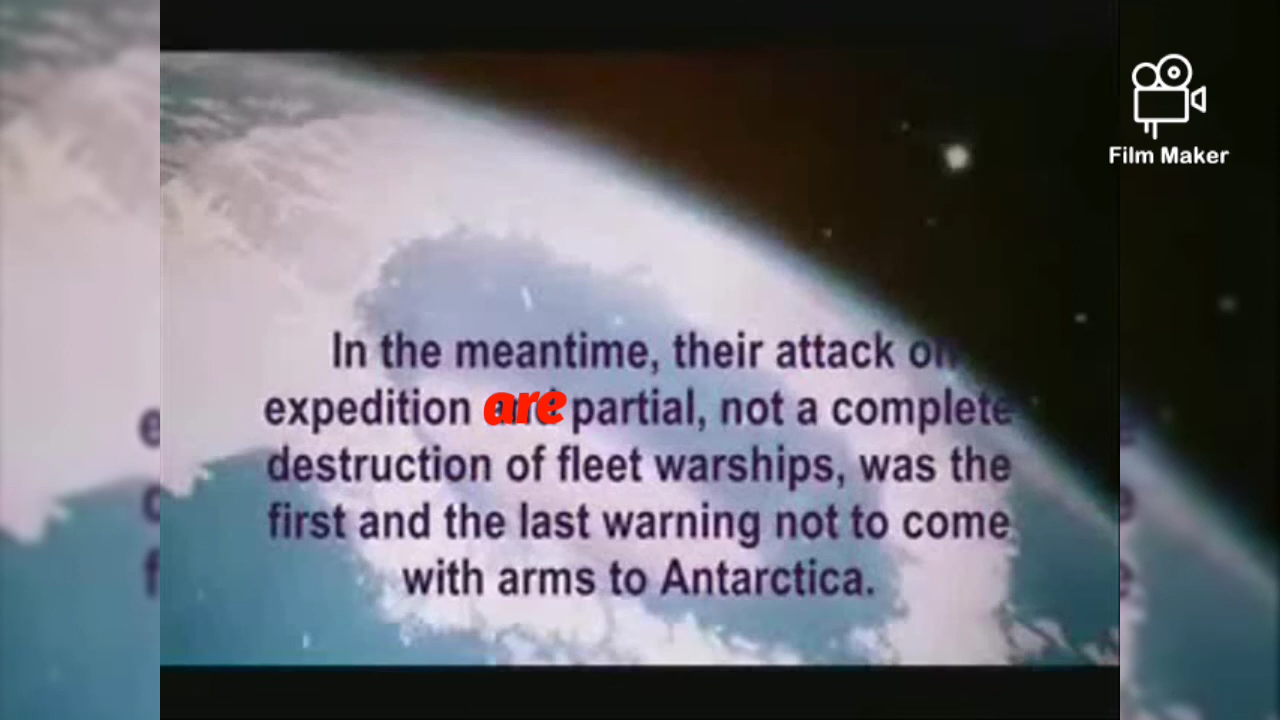 Film Maker
In the meantime, their attack on
expedition are partial, not a complete
destruction of fleet warships, was the
first and the last warning not to come
with arms to Antarctica.